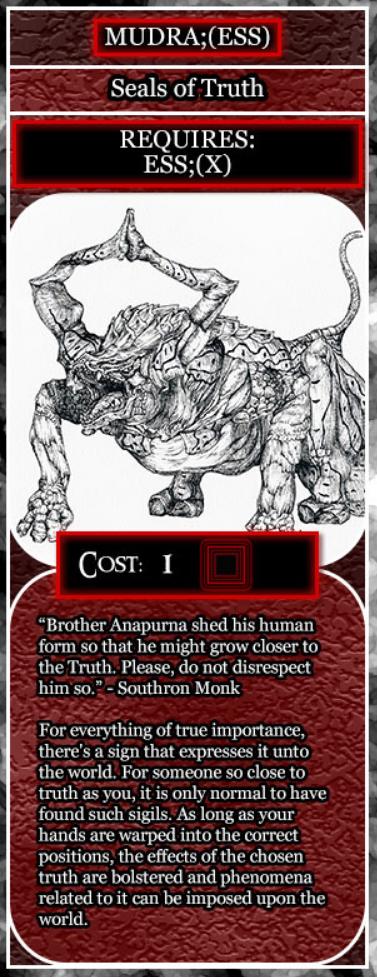 MUDRA;(ESS)
Seals of Truth
REQUIRES:
ESS;(X)
Cost: 1
“Brother Anapurna shed his human
form so that he might grow closer to
the Truth. Please, do not disrespect
him so.” - Southron Monk
For everything of true importance,
there's a sign that expresses it unto
the world. For someone so close to
truth as you, it is only normal to have
found such sigils. As long as your
hands are warped into the correct
positions, the effects of the chosen
truth are bolstered and phenomena
related to it can be imposed upon the
world.